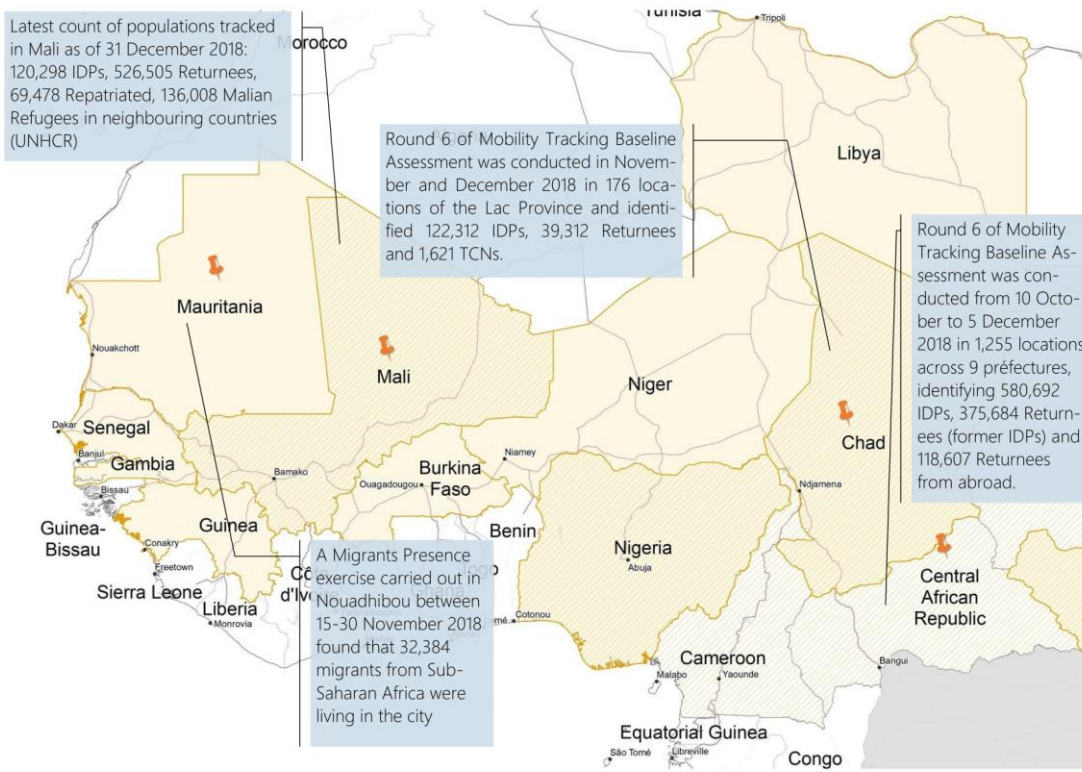 Latest count of populations tracked
in Mali as of 31 December 2018:
120,298 IDPs, 526,505 Returnees,
69,478 Repatriated, 136,008 Malian
Refugees in neighbouring countries
(UNHCR)
Morocco
Tunisia
Tripoli
Round 6 of Mobility Tracking Baseline
Assessment was conducted in Novem-
ber and December 2018 in 176 loca-
tions of the Lac Province and identi-
fied 122,312 IDPs, 39,312 Returnees
and 1,621 TCNs.
Libya
Round 6 of Mobility
Tracking Baseline As-
sessment was con-
ducted from 10 Octo-
ber to 5 December
2018 in 1,255 locations
across 9 préfectures,
identifying 580,692
IDPs, 375,684 Return-
ees (former IDPs) and
118,607 Returnees
from abroad.
Mauritania
Nouakchott
Mali
Niger
Chad
Dakar
Senegal
Banjul
Gambia
Bissau
Guinea-
Bissau
Bamako
Burkina
Faso
Ouagadougou
Niamey
Ndjamena
Guinea
Conakry
Freetown
Sierra Leone
Liberia
Monrovia
Benin
Nigeria
Abuja
Cotonou
Central
African
Republic
A Migrants Presence
exercise carried out in
Nouadhibou between
15-30 November 2018
found that 32,384
migrants from Sub-
Saharan Africa were
living in the city
Côte
d'Ivoire
Togo
Ghana
Cameroon
Malabo
Yaounde
Bangui
Equatorial Guinea
São Tomé
Libreville
Congo